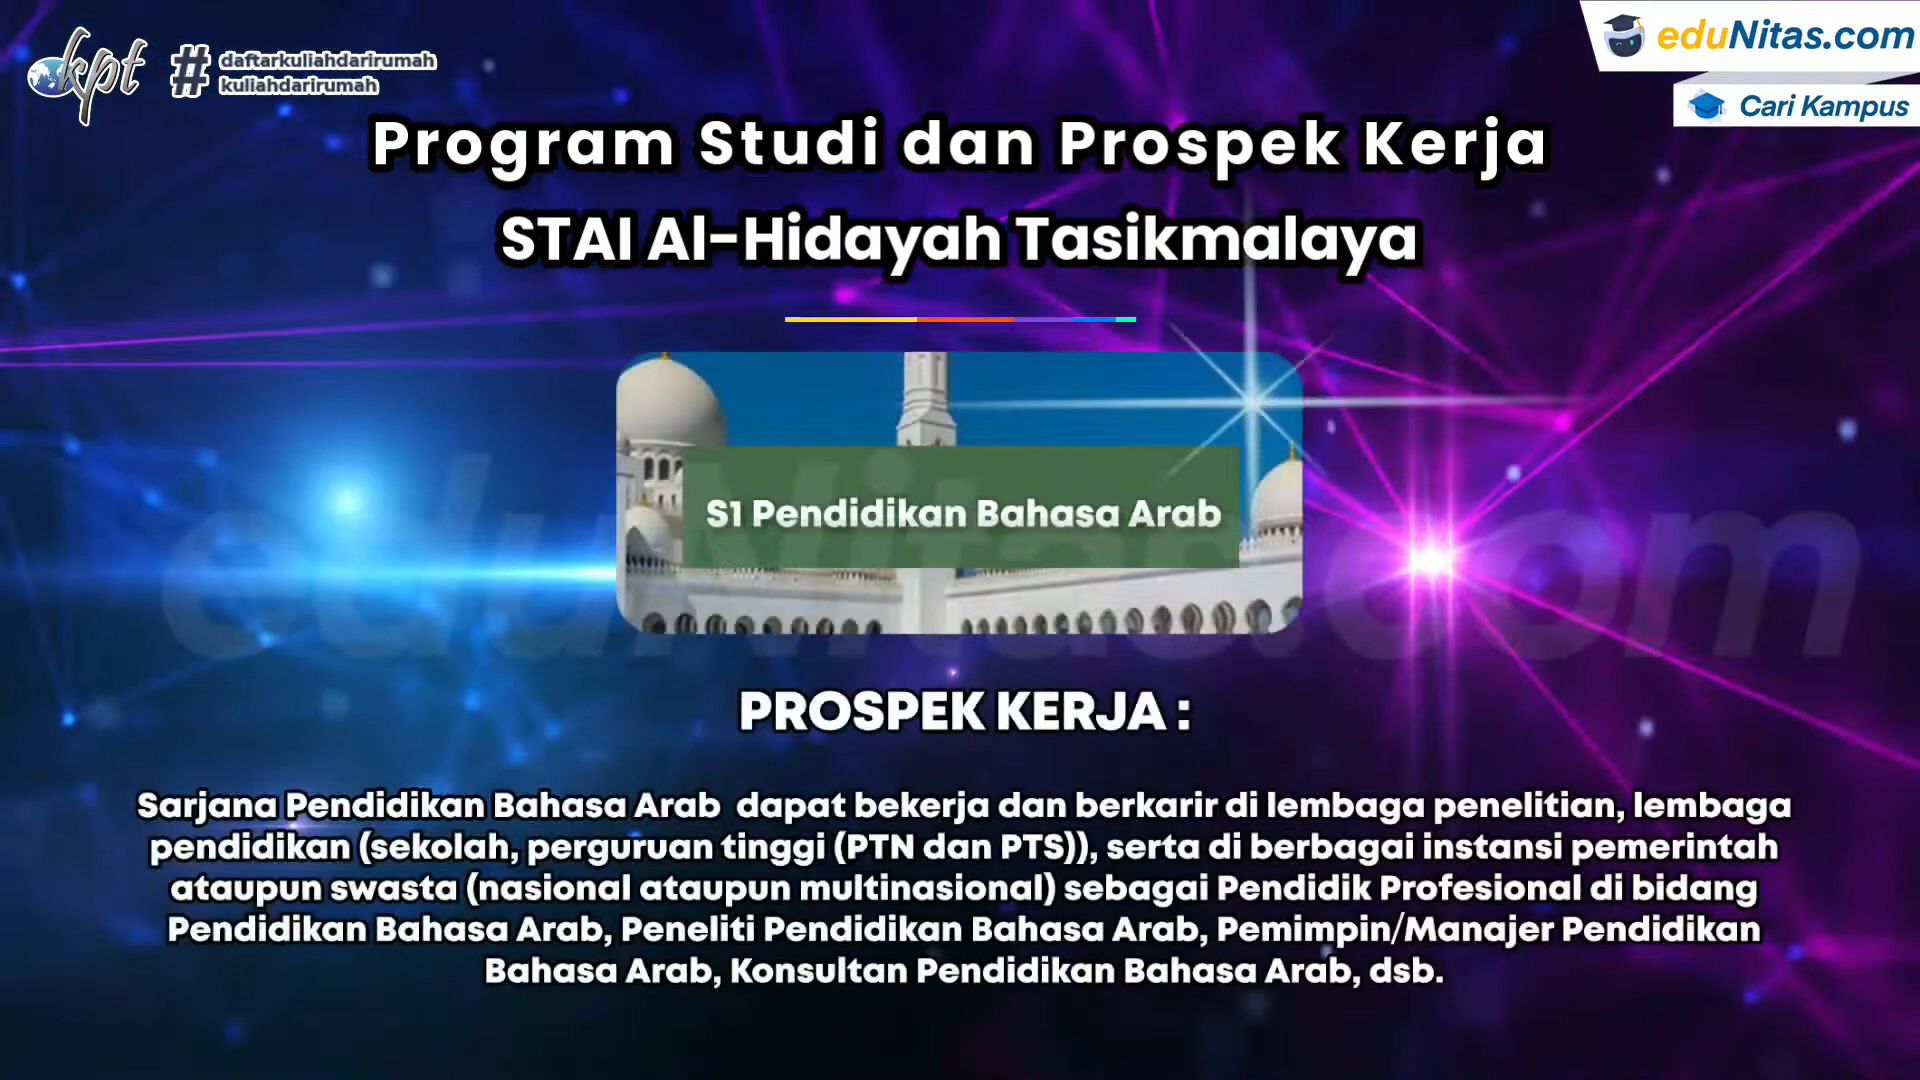 kpt
# daftarkuliahdarirumah
kuliahdarirumah
eduNitas.com
Cari Kampus
Program Studi dan Prospek Kerja
STAI Al-Hidayah Tasikmalaya
S1 Pendidikan Bahasa Arab
eduNitas.com
PROSPEK KERJA :
Sarjana Pendidikan Bahasa Arab dapat bekerja dan berkarir di lembaga penelitian, lembaga
pendidikan (sekolah, perguruan tinggi (PTN dan PTS)), serta di berbagai instansi pemerintah
ataupun swasta (nasional ataupun multinasional) sebagai Pendidik Profesional di bidang
Pendidikan Bahasa Arab, Peneliti Pendidikan Bahasa Arab, Pemimpin/Manajer Pendidikan
Bahasa Arab, Konsultan Pendidikan Bahasa Arab, dsb.